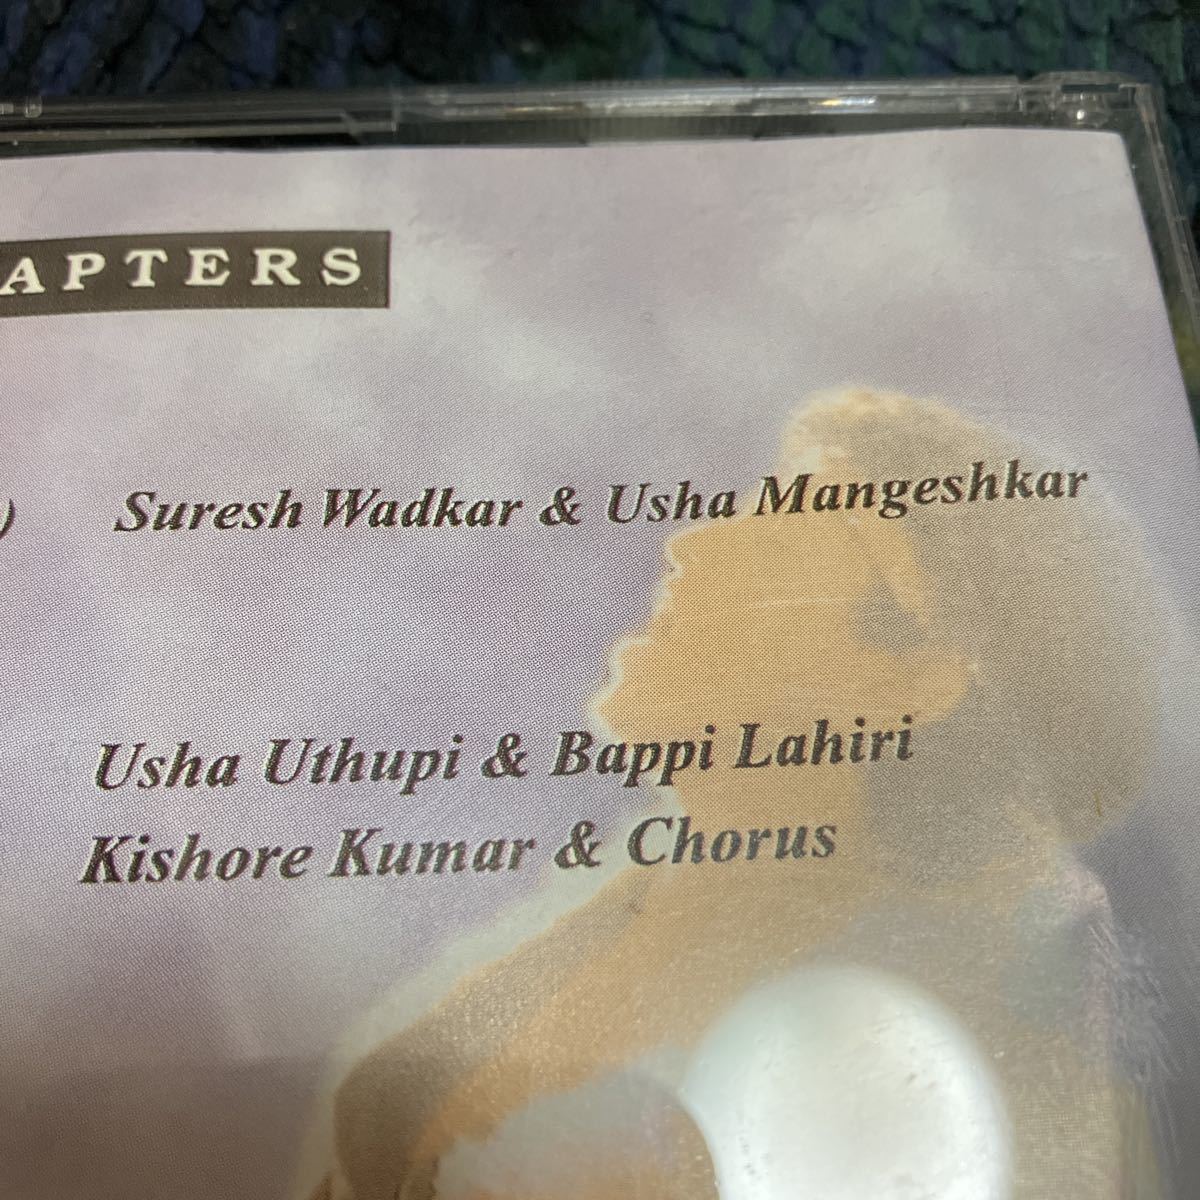 APTERS
) Suresh Wadkar & Usha Mangeshkar
Usha Uthupi & Bappi Lahiri
Kishore Kumar & Chorus